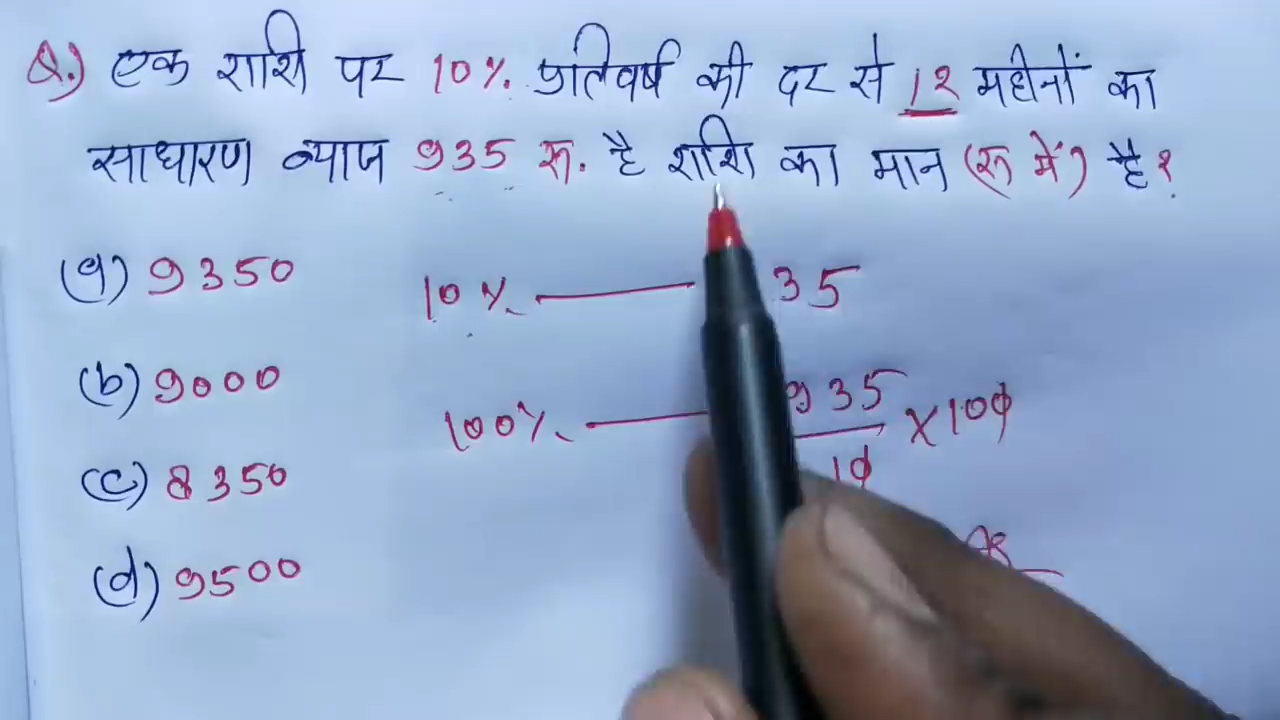 Q.) एक राशि पर 10% प्रतिवर्ष की दर से 12 महीनों का
साधारण ब्याज 935 रू. है राशि का मान (रू में) है?
(a) 9350
10% 35
(b) 9000
100% 935/10 × 100
(c) 8350
(d) 9500